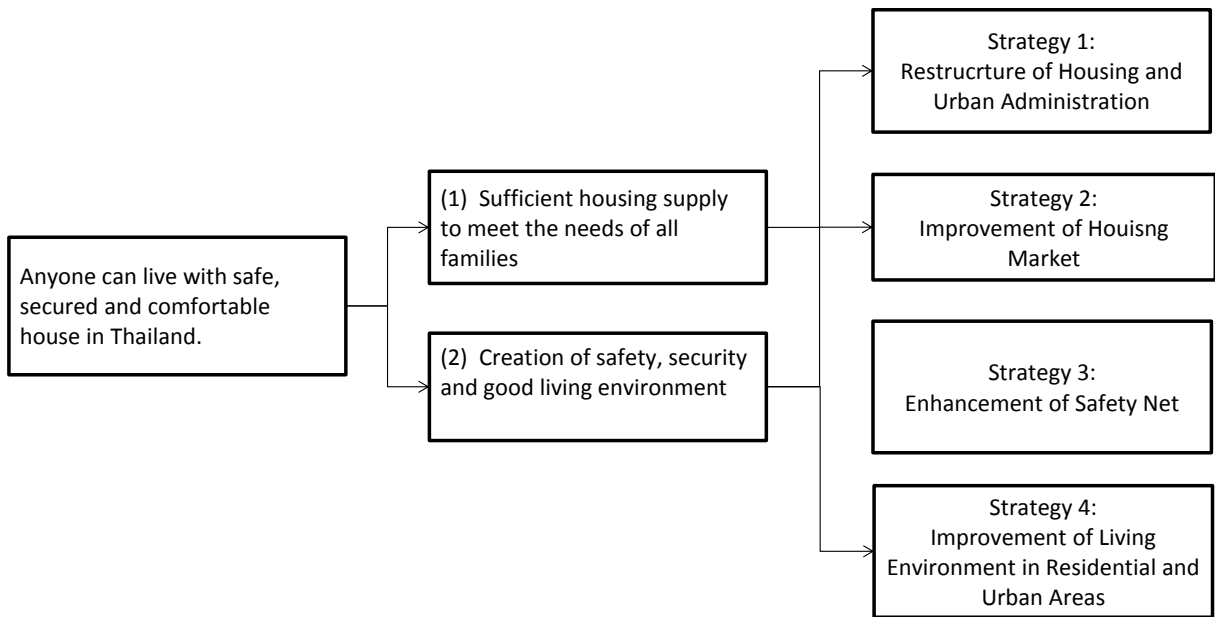 Anyone can live with safe,
secured and comfortable
house in Thailand.
(1) Sufficient housing supply
to meet the needs of all
families
(2) Creation of safety, security
and good living environment
Strategy 1:
Restrucrture of Housing and
Urban Administration
Strategy 2:
Improvement of Houisng
Market
Strategy 3:
Enhancement of Safety Net
Strategy 4:
Improvement of Living
Environment in Residential and
Urban Areas